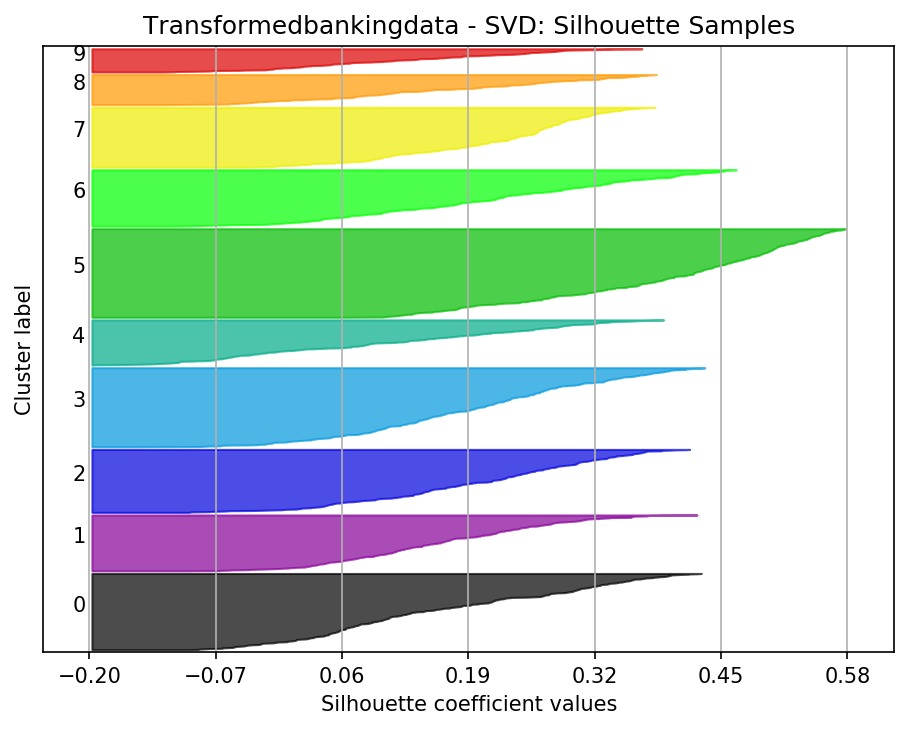 Transformedbankingdata - SVD: Silhouette Samples
9
8
7
6
5
4
3
2
1
0
Cluster label
−0.20 −0.07 0.06 0.19 0.32 0.45 0.58
Silhouette coefficient values